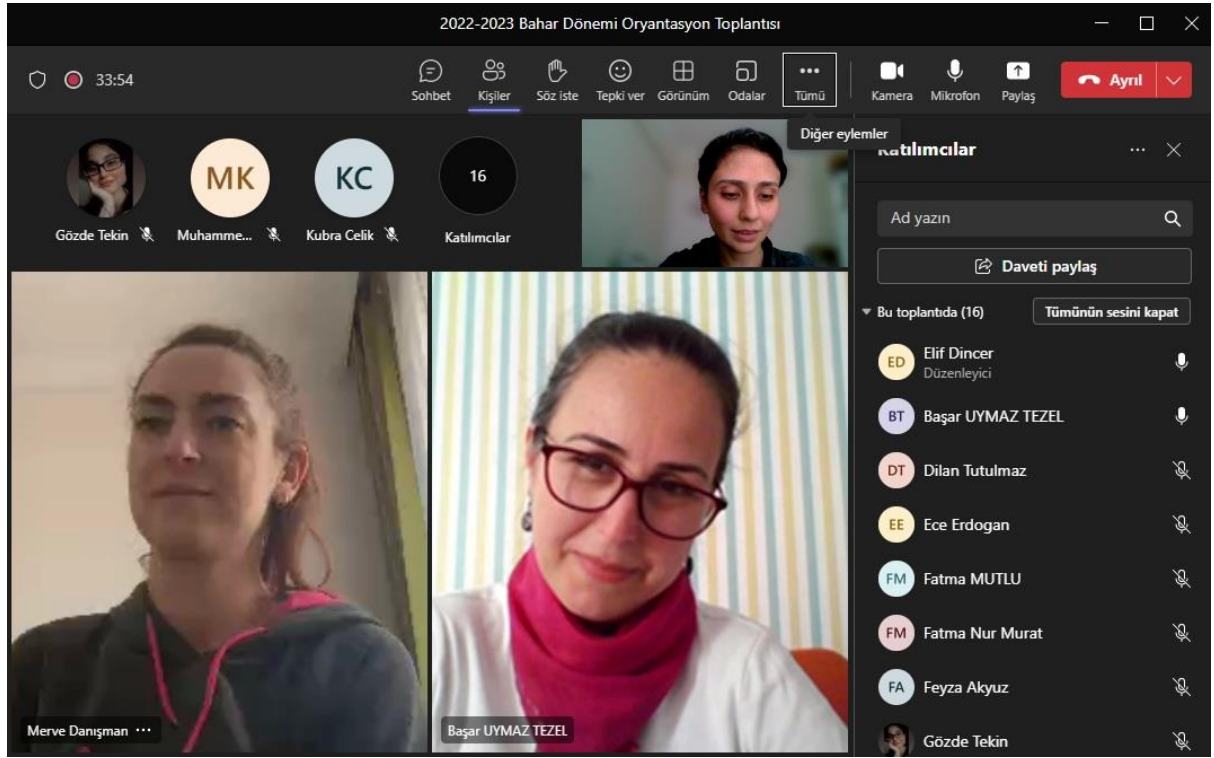 2022-2023 Bahar Dönemi Oryantasyon Toplantısı
33:54
Sohbet
Kişiler
Söz iste
Tepki ver
Görünüm
Odalar
Tümü
Kamera
Mikrofon
Paylaş
Ayrıl
Diğer eylemler
Gözde Tekin
MK
Muhamme...
KC
Kubra Celik
16
Katılımcılar
Merve Danışman
Başar UYMAZ TEZEL
Katılımcılar
Ad yazın
Daveti paylaş
Bu toplantıda (16)
Tümünün sesini kapat
ED
Elif Dincer
Düzenleyici
BT
Başar UYMAZ TEZEL
DT
Dilan Tutulmaz
EE
Ece Erdogan
FM
Fatma MUTLU
FM
Fatma Nur Murat
FA
Feyza Akyuz
Gözde Tekin